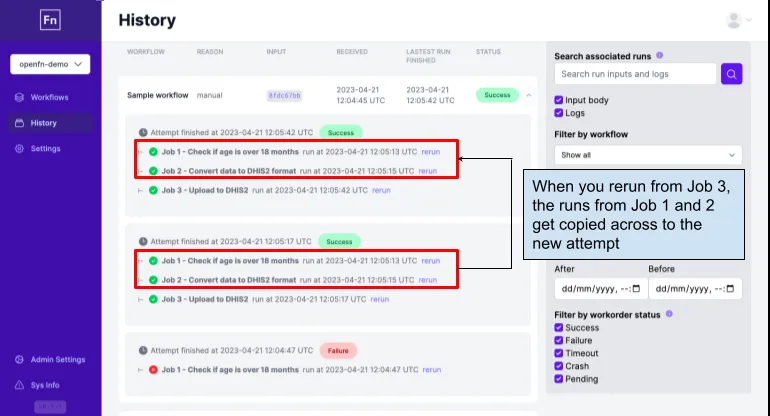 Fn
History
openfn-demo
Workflows
History
Settings
Admin Settings
Sys Info
WORKFLOW REASON INPUT RECEIVED LASTEST RUN FINISHED STATUS
Sample workflow manual 8fdc67b6 2023-04-21 12:04:45 UTC 2023-04-21 12:05:42 UTC Success
Attempt finished at 2023-04-21 12:05:42 UTC Success
Job 1 - Check if age is over 18 months run at 2023-04-21 12:05:13 UTC rerun
Job 2 - Convert data to DHIS2 format run at 2023-04-21 12:05:15 UTC rerun
Job 3 - Upload to DHIS2 run at 2023-04-21 12:05:42 UTC rerun
Attempt finished at 2023-04-21 12:05:17 UTC Success
Job 1 - Check if age is over 18 months run at 2023-04-21 12:05:13 UTC rerun
Job 2 - Convert data to DHIS2 format run at 2023-04-21 12:05:15 UTC rerun
Job 3 - Upload to DHIS2 run at 2023-04-21 12:05:17 UTC rerun
Attempt finished at 2023-04-21 12:04:47 UTC Failure
Job 1 - Check if age is over 18 months run at 2023-04-21 12:04:47 UTC rerun
Search associated runs
Search run inputs and logs
Input body
Logs
Filter by workflow
Show all
When you rerun from Job 3,
the runs from Job 1 and 2
get copied across to the
new attempt
After Before
dd/mm/yyyy, --: dd/mm/yyyy, --:
Filter by workorder status
Success
Failure
Timeout
Crash
Pending